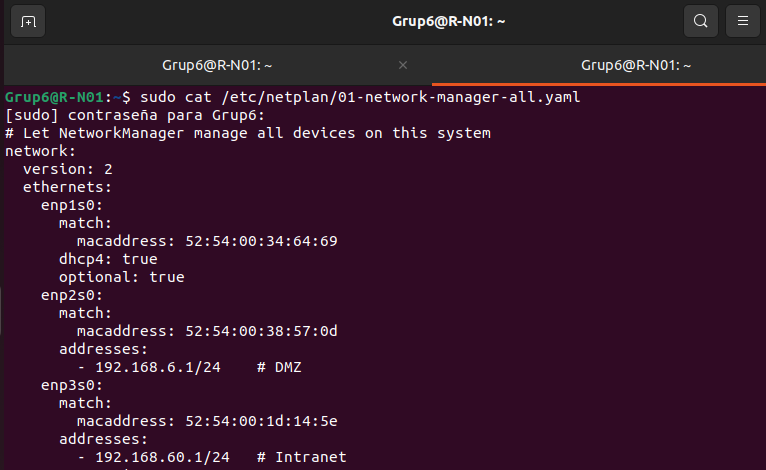 Grup6@R-N01: ~
Grup6@R-N01: ~
Grup6@R-N01: ~
Grup6@R-N01:~$ sudo cat /etc/netplan/01-network-manager-all.yaml
[sudo] contraseña para Grup6:
# Let NetworkManager manage all devices on this system
network:
  version: 2
  ethernets:
    enp1s0:
      match:
        macaddress: 52:54:00:34:64:69
      dhcp4: true
      optional: true
    enp2s0:
      match:
        macaddress: 52:54:00:38:57:0d
      addresses:
        - 192.168.6.1/24    # DMZ
    enp3s0:
      match:
        macaddress: 52:54:00:1d:14:5e
      addresses:
        - 192.168.60.1/24   # Intranet